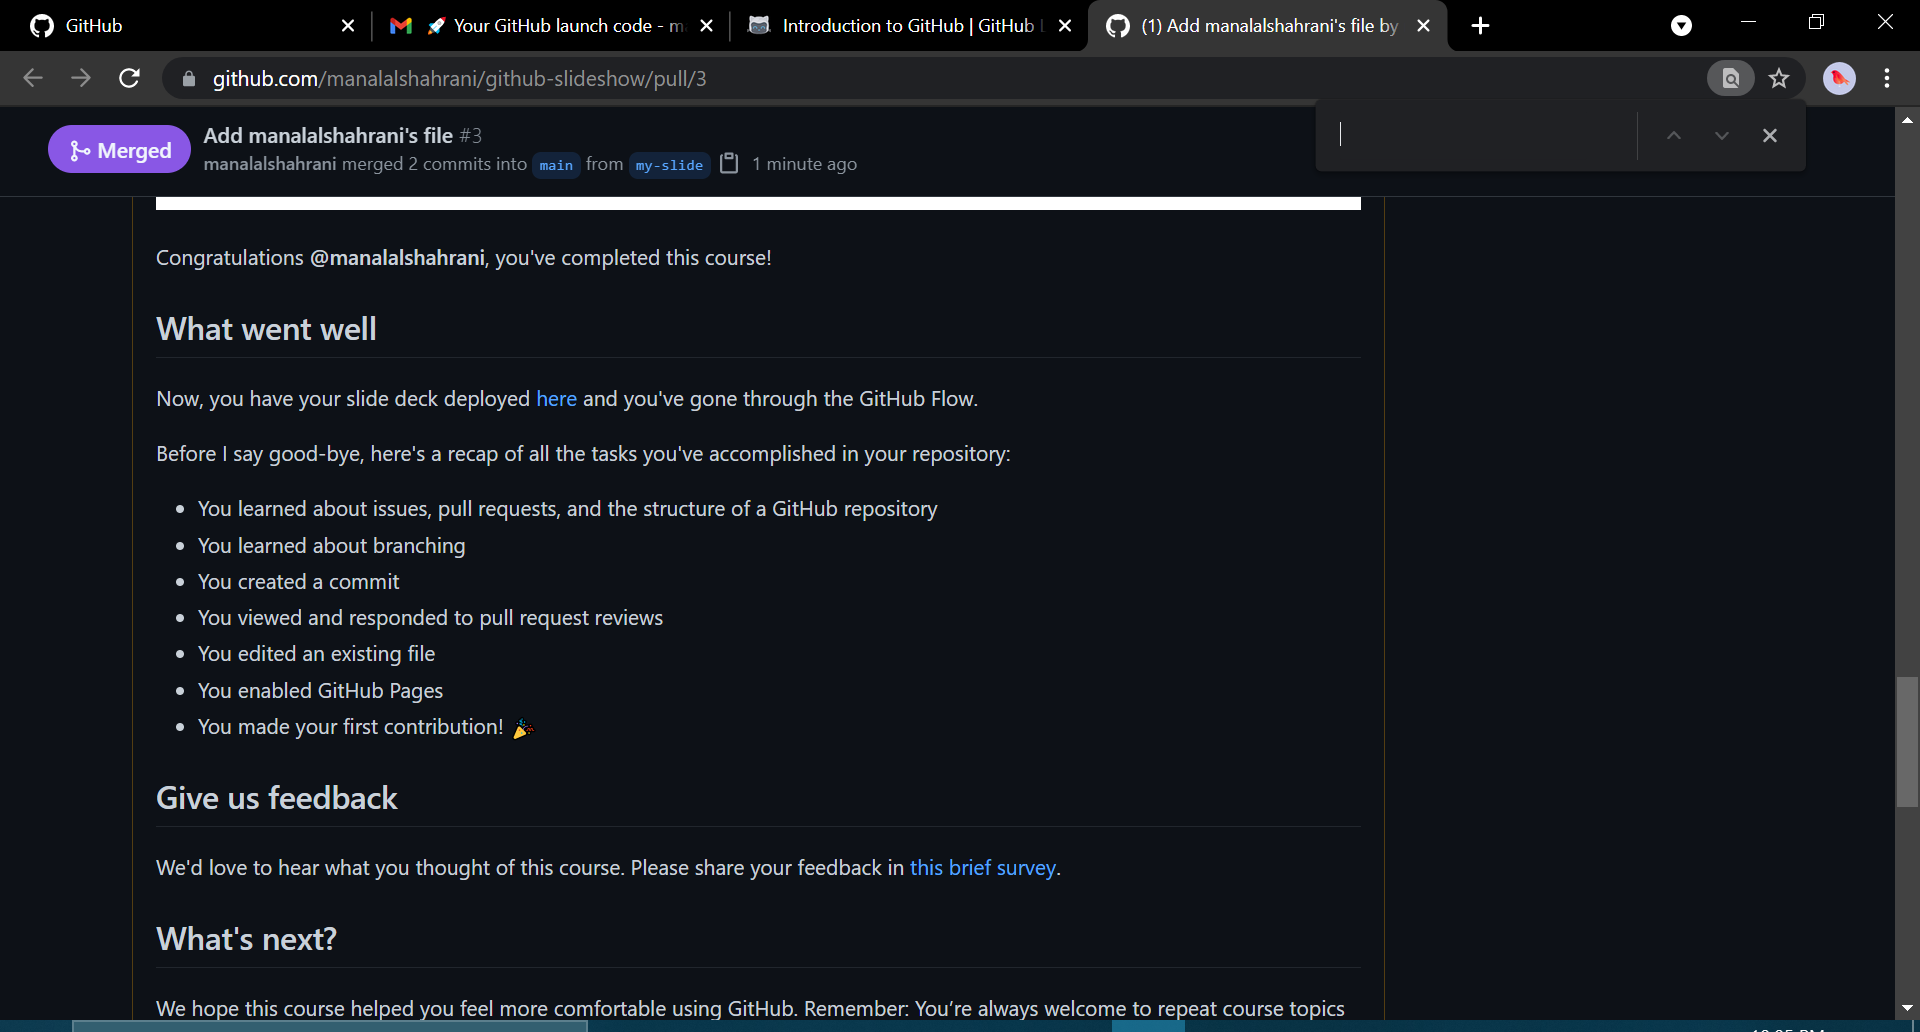 GitHub
Your GitHub launch code - m
Introduction to GitHub | GitHub L
(1) Add manalalshahrani's file by
github.com/manalalshahrani/github-slideshow/pull/3
Merged
Add manalalshahrani's file #3
manalalshahrani merged 2 commits into main from my-slide 1 minute ago
Congratulations @manalalshahrani, you've completed this course!
What went well
Now, you have your slide deck deployed here and you've gone through the GitHub Flow.
Before I say good-bye, here's a recap of all the tasks you've accomplished in your repository:
• You learned about issues, pull requests, and the structure of a GitHub repository
• You learned about branching
• You created a commit
• You viewed and responded to pull request reviews
• You edited an existing file
• You enabled GitHub Pages
• You made your first contribution! 🎉
Give us feedback
We'd love to hear what you thought of this course. Please share your feedback in this brief survey.
What's next?
We hope this course helped you feel more comfortable using GitHub. Remember: You’re always welcome to repeat course topics